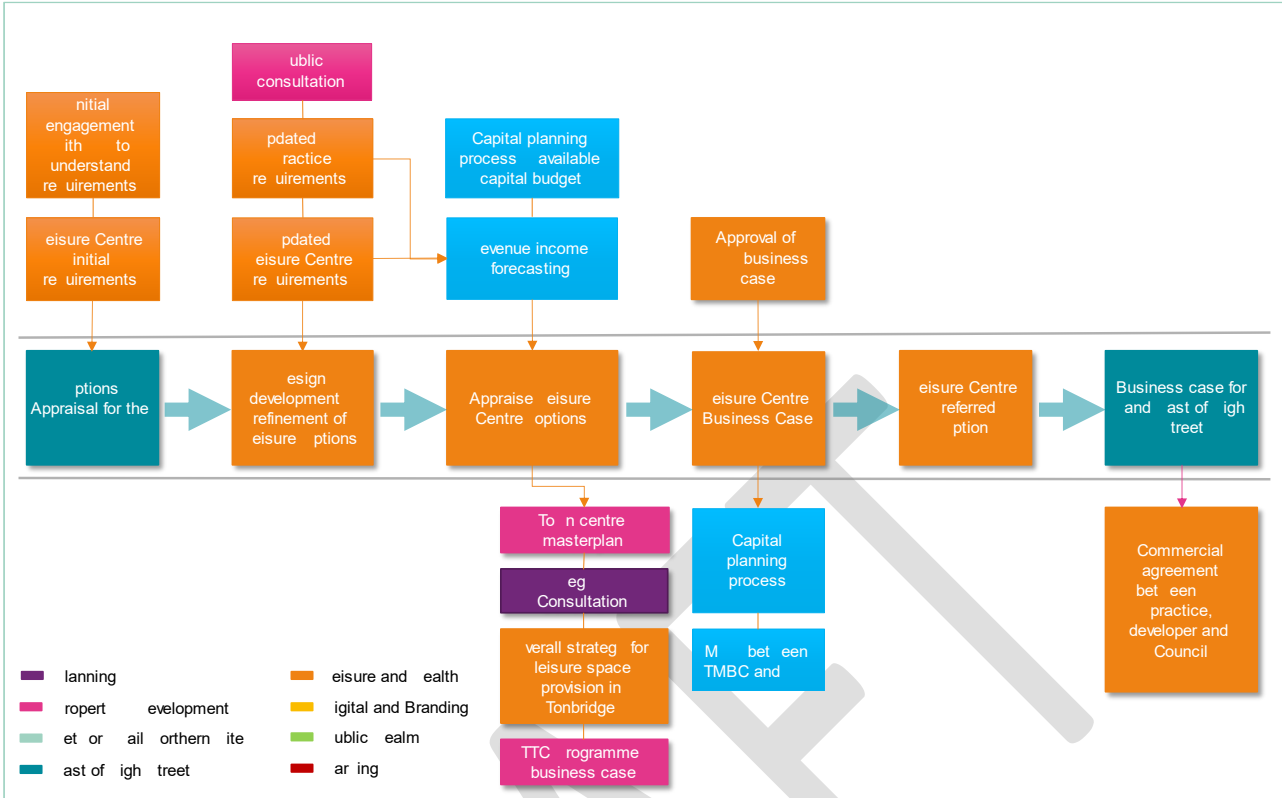 ublic
consultation
nitial
engagement
ith to
understand
re uirements
pdated
ractice
re uirements
Capital planning
process available
capital budget
eisure Centre
initial
re uirements
pdated
eisure Centre
re uirements
evenue income
forecasting
Approval of
business
case
ptions
Appraisal for the
esign
development
refinement of
eisure ptions
Appraise eisure
Centre options
eisure Centre
Business Case
eisure Centre
referred
ption
Business case for
and ast of igh
treet
To n centre
masterplan
eg
Consultation
verall strateg for
leisure space
provision in
Tonbridge
TTC rogramme
business case
Capital
planning
process
M bet een
TMBC and
Commercial
agreement
bet een
practice,
developer and
Council
lanning
ropert evelopment
et or ail orthern ite
ast of igh treet
eisure and ealth
igital and Branding
ublic ealm
ar ing